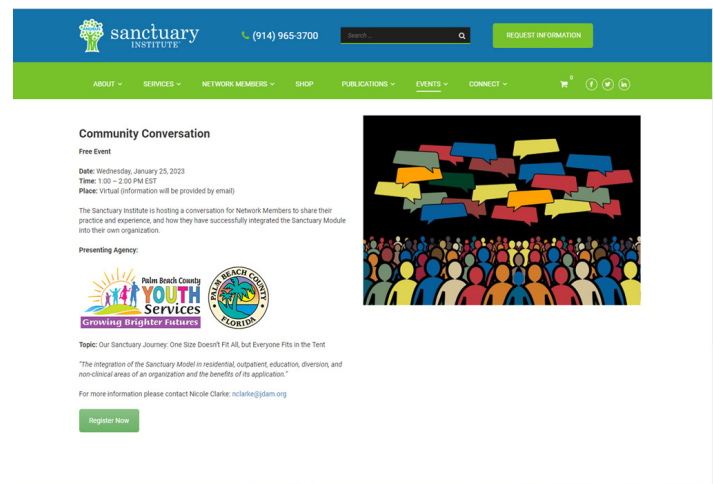 sanctuary
INSTITUTE
(914) 965-3700
Search ...
REQUEST INFORMATION
ABOUT
SERVICES
NETWORK MEMBERS
SHOP
PUBLICATIONS
EVENTS
CONNECT
0
Community Conversation
Free Event
Date: Wednesday, January 25, 2023
Time: 1:00 – 2:00 PM EST
Place: Virtual (Information will be provided by email)
The Sanctuary Institute is hosting a conversation for Network Members to share their
practice and experience, and how they have successfully integrated the Sanctuary Module
into their own organization.
Presenting Agency:
Palm Beach County
YOUTH
Services
Growing Brighter Futures
PALM BEACH COUNTY
FLORIDA
Topic: Our Sanctuary Journey: One Size Doesn't Fit All, but Everyone Fits in the Tent
"The integration of the Sanctuary Model in residential, outpatient, education, diversion, and
non-clinical areas of an organization and the benefits of its application."
For more information please contact Nicole Clarke: nclarke@jdam.org
Register Now